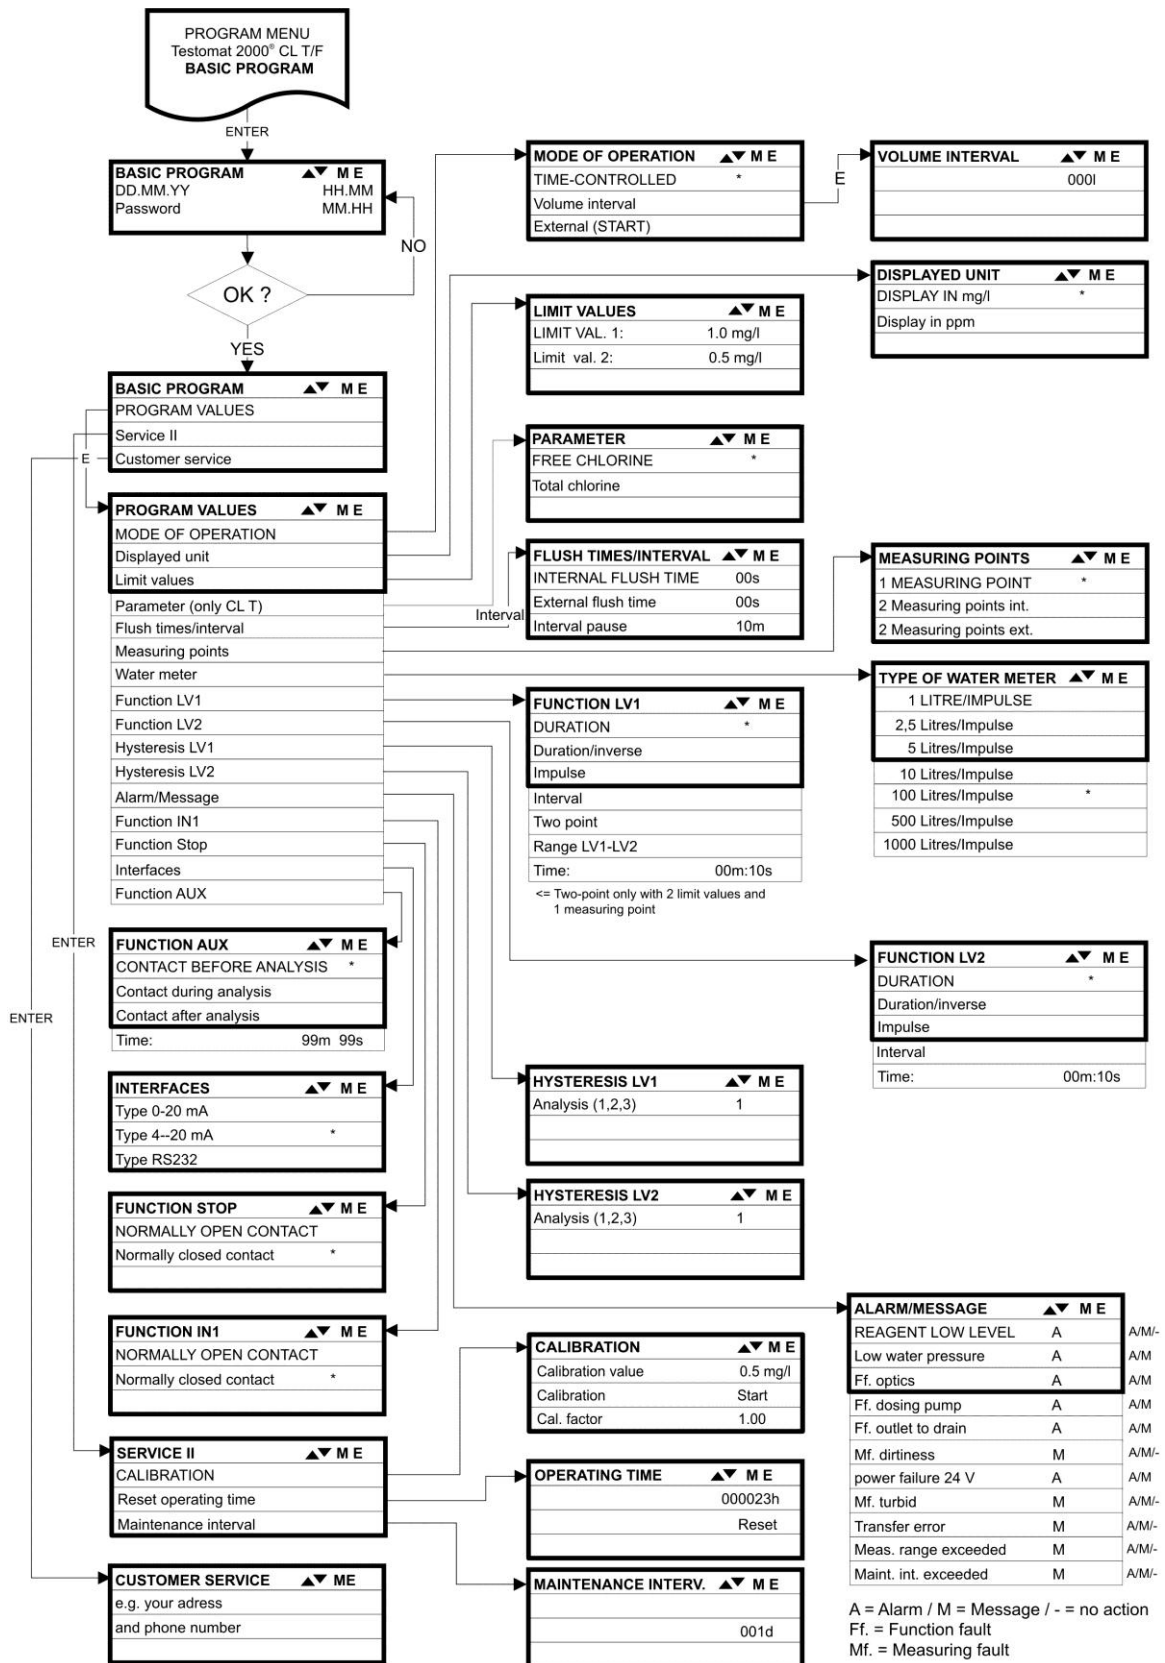 PROGRAM MENU
Testomat 2000® CL T/F
BASIC PROGRAM
ENTER
BASIC PROGRAM ▲▼ M E
DD.MM.YY HH.MM
Password MM.HH
NO
OK ?
YES
BASIC PROGRAM ▲▼ M E
PROGRAM VALUES
Service II
Customer service
E
PROGRAM VALUES ▲▼ M E
MODE OF OPERATION
Displayed unit
Limit values
Parameter (only CL T)
Flush times/interval
Measuring points
Water meter
Function LV1
Function LV2
Hysteresis LV1
Hysteresis LV2
Alarm/Message
Function IN1
Function Stop
Interfaces
Function AUX
ENTER
ENTER
FUNCTION AUX ▲▼ M E
CONTACT BEFORE ANALYSIS *
Contact during analysis
Contact after analysis
Time: 99m 99s
INTERFACES ▲▼ M E
Type 0-20 mA
Type 4--20 mA *
Type RS232
FUNCTION STOP ▲▼ M E
NORMALLY OPEN CONTACT
Normally closed contact *
FUNCTION IN1 ▲▼ M E
NORMALLY OPEN CONTACT
Normally closed contact *
SERVICE II ▲▼ M E
CALIBRATION
Reset operating time
Maintenance interval
CUSTOMER SERVICE ▲▼ ME
e.g. your adress
and phone number
MODE OF OPERATION ▲▼ M E
TIME-CONTROLLED *
Volume interval
External (START)
E
VOLUME INTERVAL ▲▼ M E
000l
DISPLAYED UNIT ▲▼ M E
DISPLAY IN mg/l *
Display in ppm
LIMIT VALUES ▲▼ M E
LIMIT VAL. 1: 1.0 mg/l
Limit val. 2: 0.5 mg/l
PARAMETER ▲▼ M E
FREE CHLORINE *
Total chlorine
Interval
FLUSH TIMES/INTERVAL ▲▼ M E
INTERNAL FLUSH TIME 00s
External flush time 00s
Interval pause 10m
MEASURING POINTS ▲▼ M E
1 MEASURING POINT *
2 Measuring points int.
2 Measuring points ext.
TYPE OF WATER METER ▲▼ M E
1 LITRE/IMPULSE
2,5 Litres/Impulse
5 Litres/Impulse
10 Litres/Impulse
100 Litres/Impulse *
500 Litres/Impulse
1000 Litres/Impulse
FUNCTION LV1 ▲▼ M E
DURATION *
Duration/inverse
Impulse
Interval
Two point
Range LV1-LV2
Time: 00m:10s
<= Two-point only with 2 limit values and
1 measuring point
FUNCTION LV2 ▲▼ M E
DURATION *
Duration/inverse
Impulse
Interval
Time: 00m:10s
HYSTERESIS LV1 ▲▼ M E
Analysis (1,2,3) 1
HYSTERESIS LV2 ▲▼ M E
Analysis (1,2,3) 1
CALIBRATION ▲▼ M E
Calibration value 0.5 mg/l
Calibration Start
Cal. factor 1.00
OPERATING TIME ▲▼ M E
000023h
Reset
MAINTENANCE INTERV. ▲▼ M E
001d
ALARM/MESSAGE ▲▼ M E
REAGENT LOW LEVEL A A/M/-
Low water pressure A A/M
Ff. optics A A/M
Ff. dosing pump A A/M
Ff. outlet to drain A A/M
Mf. dirtiness M A/M/-
power failure 24 V A A/M
Mf. turbid M A/M/-
Transfer error M A/M/-
Meas. range exceeded M A/M/-
Maint. int. exceeded M A/M/-
A = Alarm / M = Message / - = no action
Ff. = Function fault
Mf. = Measuring fault